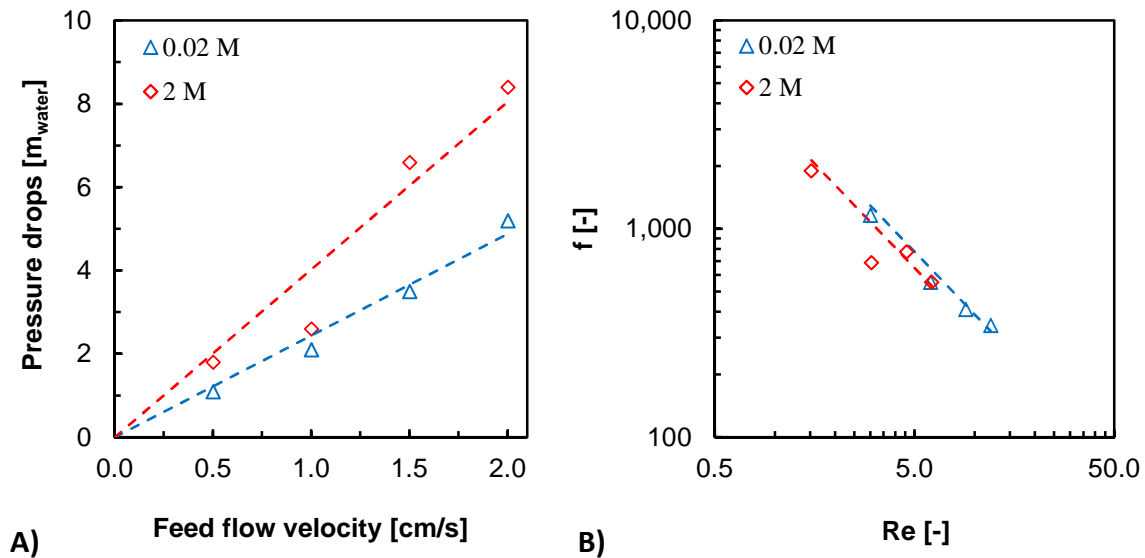 10
8
6
4
2
0
0.02 M
2 M
0.0
0.5
1.0
1.5
2.0
Pressure drops [m_water]
Feed flow velocity [cm/s]
A)
10,000
1,000
100
0.02 M
2 M
0.5
5.0
50.0
f [-]
Re [-]
B)